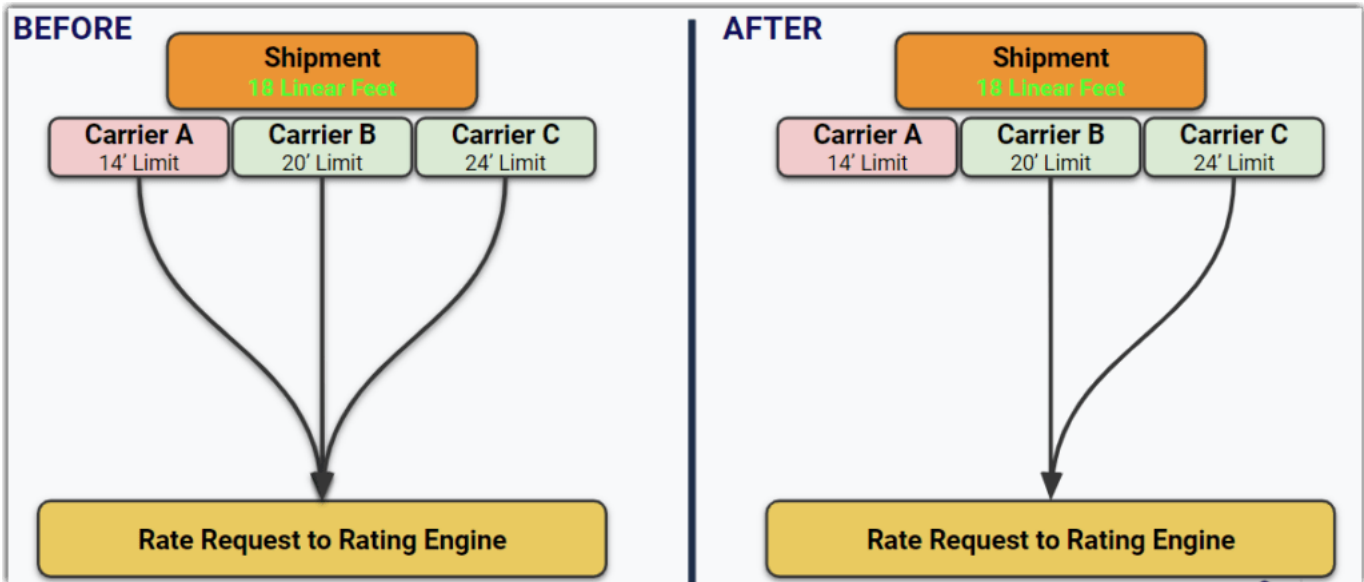 BEFORE
Shipment
18 Linear Feet
Carrier A
14' Limit
Carrier B
20' Limit
Carrier C
24' Limit
Rate Request to Rating Engine
AFTER
Shipment
18 Linear Feet
Carrier A
14' Limit
Carrier B
20' Limit
Carrier C
24' Limit
Rate Request to Rating Engine